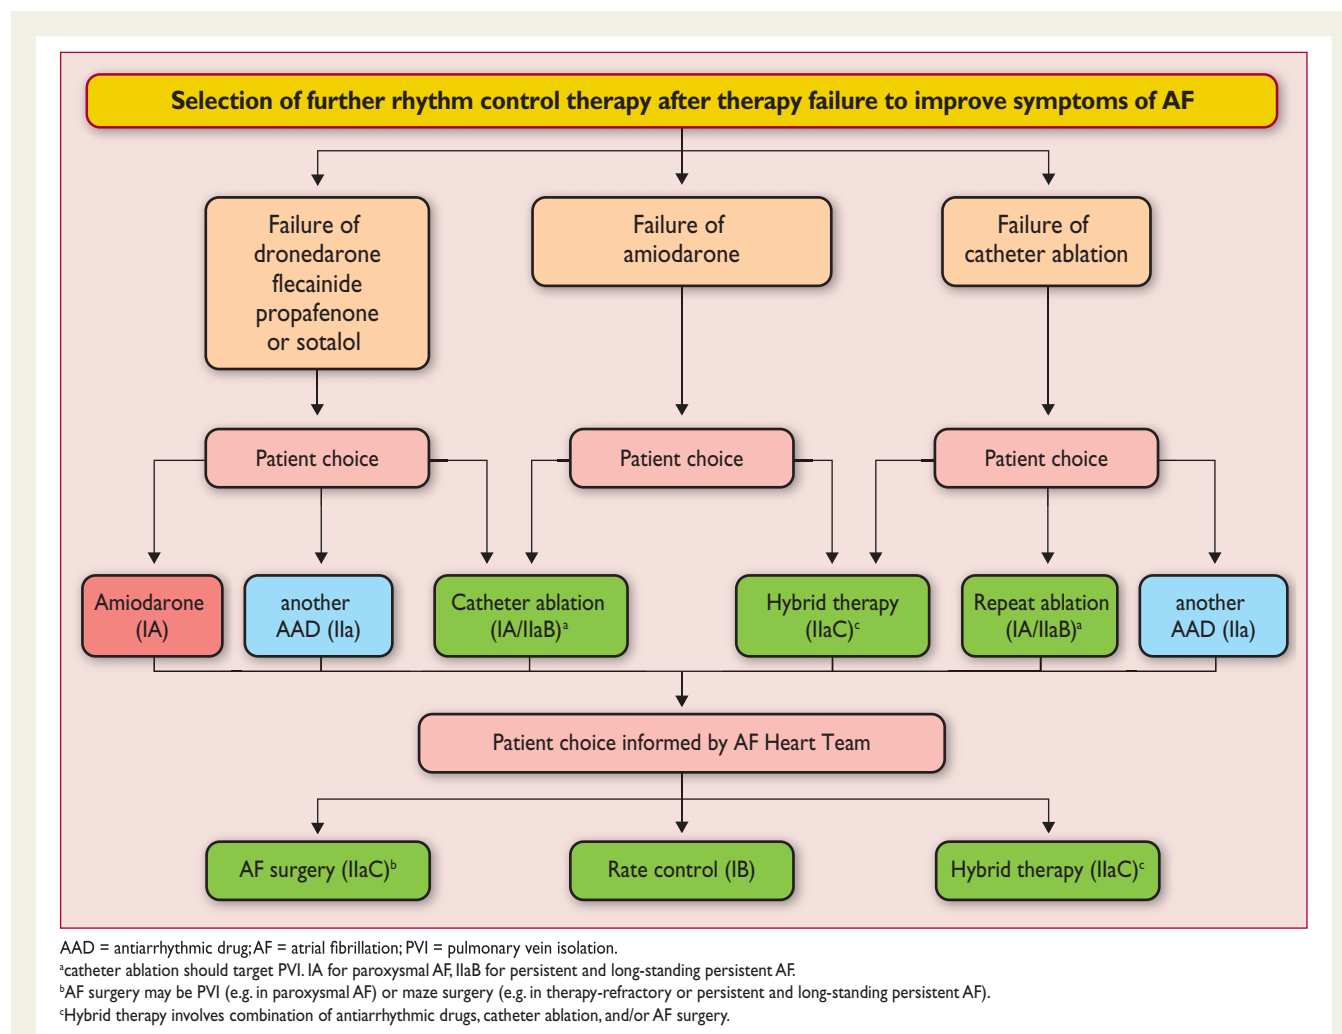 Selection of further rhythm control therapy after therapy failure to improve symptoms of AF
Failure of
dronedarone
flecainide
propafenone
or sotalol
Failure of
amiodarone
Failure of
catheter ablation
Patient choice
Patient choice
Patient choice
Amiodarone
(IA)
another
AAD (IIa)
Catheter ablation
(IA/IIaB)ᵃ
Hybrid therapy
(IIaC)ᶜ
Repeat ablation
(IA/IIaB)ᵃ
another
AAD (IIa)
Patient choice informed by AF Heart Team
AF surgery (IIaC)ᵇ
Rate control (IB)
Hybrid therapy (IIaC)ᶜ
AAD = antiarrhythmic drug; AF = atrial fibrillation; PVI = pulmonary vein isolation.
ᵃcatheter ablation should target PVI. IA for paroxysmal AF, IIaB for persistent and long-standing persistent AF.
ᵇAF surgery may be PVI (e.g. in paroxysmal AF) or maze surgery (e.g. in therapy-refractory or persistent and long-standing persistent AF).
ᶜHybrid therapy involves combination of antiarrhythmic drugs, catheter ablation, and/or AF surgery.